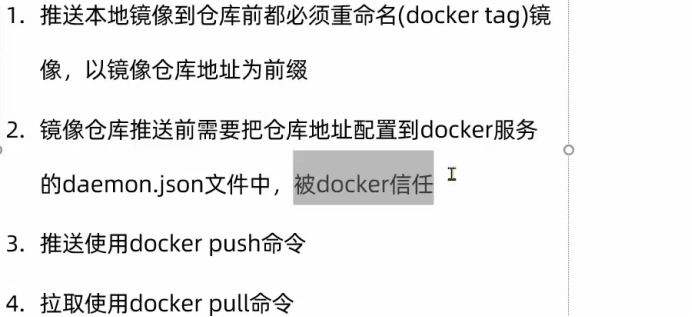 1. 推送本地镜像到仓库前都必须重命名(docker tag)镜
像，以镜像仓库地址为前缀
2. 镜像仓库推送前需要把仓库地址配置到docker服务
的daemon.json文件中，被docker信任
3. 推送使用docker push命令
4. 拉取使用docker pull命令